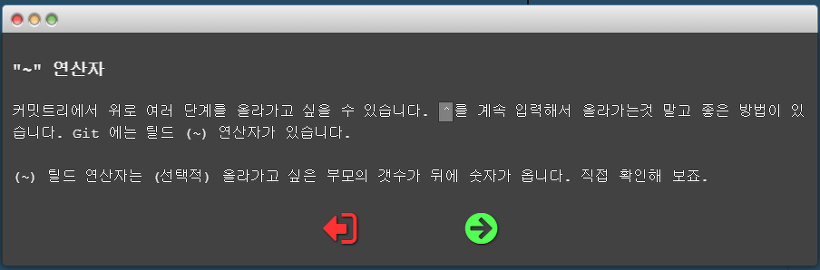 "~" 연산자
커밋트리에서 위로 여러 단계를 올라가고 싶을 수 있습니다. ^를 계속 입력해서 올라가는것 말고 좋은 방법이 있
습니다. Git 에는 틸드 (~) 연산자가 있습니다.
(~) 틸드 연산자는 (선택적) 올라가고 싶은 부모의 갯수가 뒤에 숫자가 옵니다. 직접 확인해 보죠.